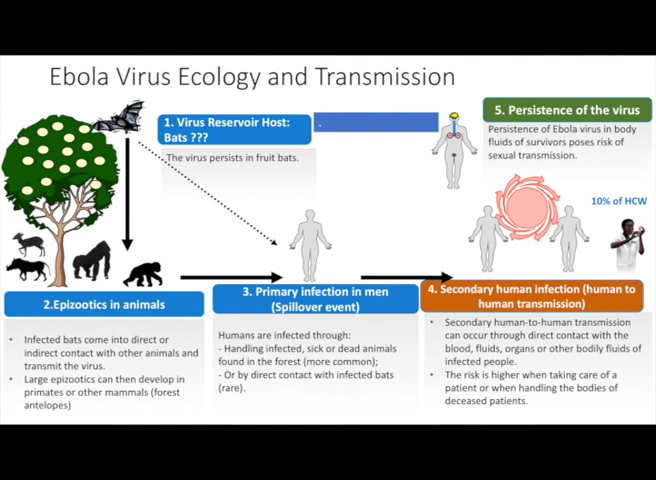 Ebola Virus Ecology and Transmission
1. Virus Reservoir Host:
Bats ???
The virus persists in fruit bats.
5. Persistence of the virus
Persistence of Ebola virus in body
fluids of survivors poses risk of
sexual transmission.
10% of HCW
2.Epizootics in animals
• Infected bats come into direct or
indirect contact with other animals and
transmit the virus.
• Large epizootics can then develop in
primates or other mammals (forest
antelopes)
3. Primary infection in men
(Spillover event)
Humans are infected through:
- Handling infected, sick or dead animals
found in the forest (more common);
- Or by direct contact with infected bats
(rare).
4. Secondary human infection (human to
human transmission)
• Secondary human-to-human transmission
can occur through direct contact with the
blood, fluids, organs or other bodily fluids of
infected people.
• The risk is higher when taking care of a
patient or when handling the bodies of
deceased patients.